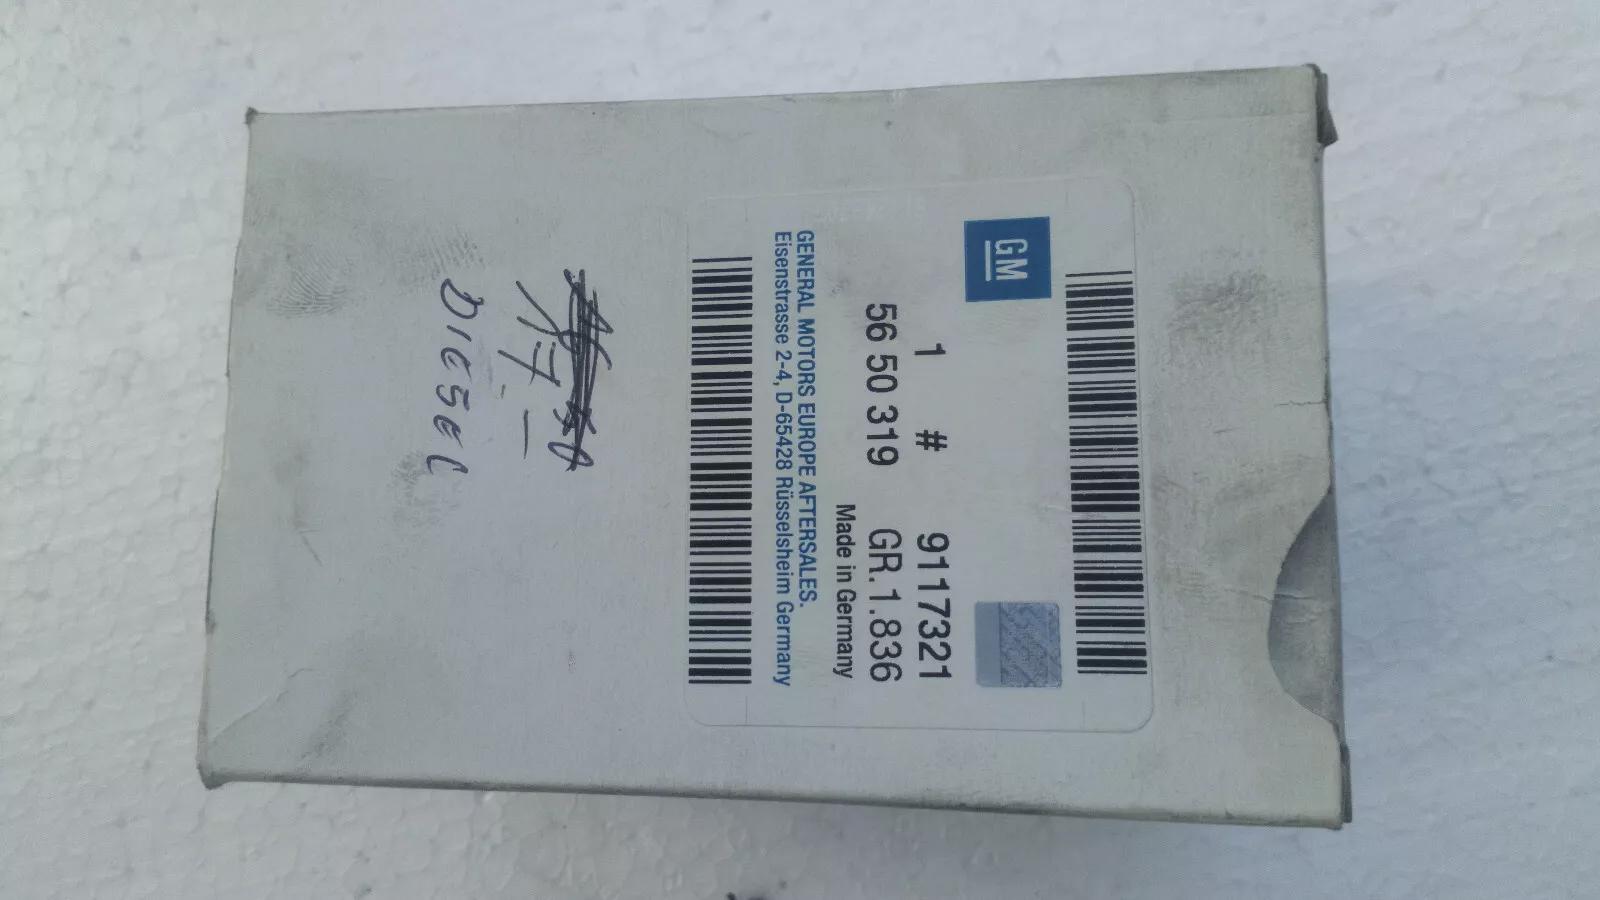 GM
1 # 9117321
56 50 319 GR.1.836
Made in Germany
GENERAL MOTORS EUROPE AFTERSALES.
Eisenstrasse 2-4, D-65428 Rüsselsheim Germany
17-
DIESEL